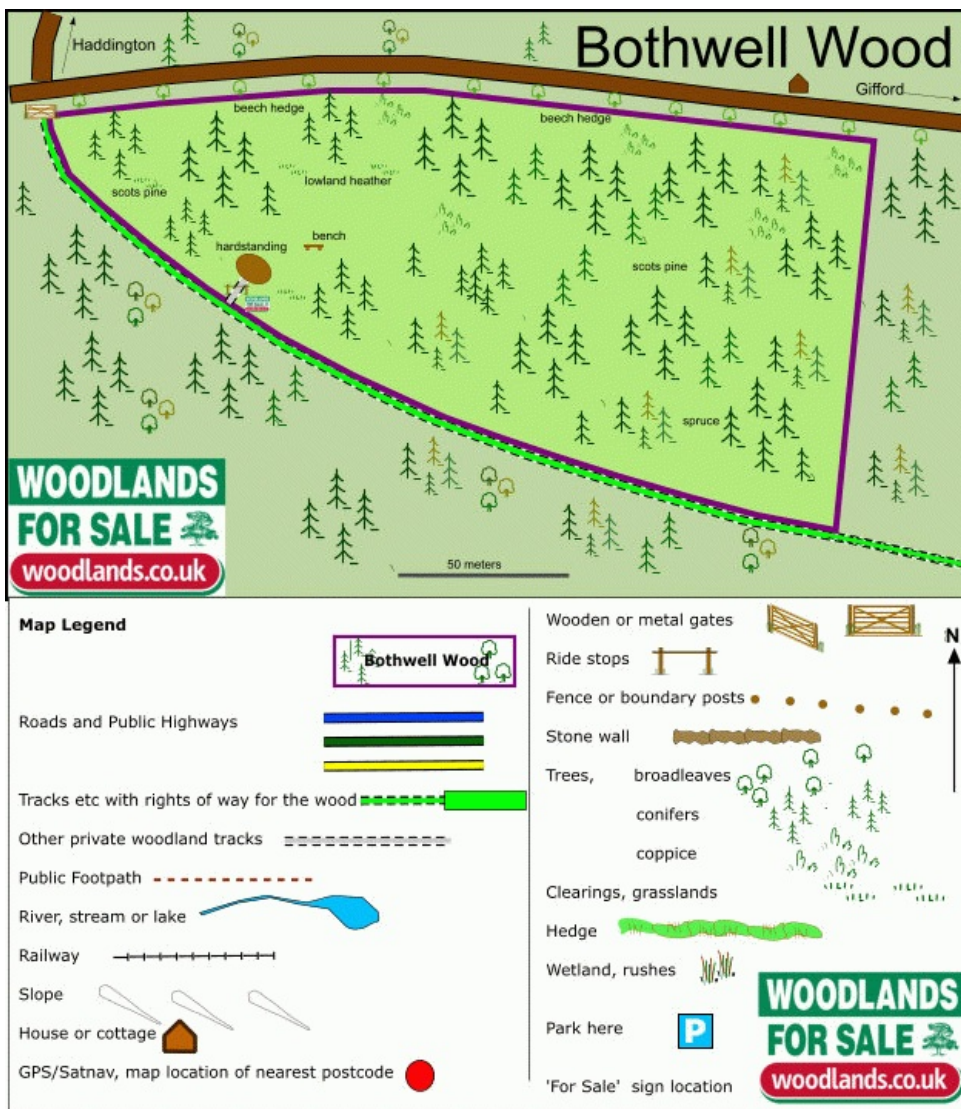 Haddington
Bothwell Wood
Gifford
beech hedge
beech hedge
scots pine
lowland heather
hardstanding
bench
scots pine
spruce
WOODLANDS
FOR SALE
woodlands.co.uk
50 meters
Map Legend
Bothwell Wood
Roads and Public Highways
Tracks etc with rights of way for the wood
Other private woodland tracks
Public Footpath
River, stream or lake
Railway
Slope
House or cottage
GPS/Satnav, map location of nearest postcode
Wooden or metal gates
N
Ride stops
Fence or boundary posts
Stone wall
Trees, broadleaves
conifers
coppice
Clearings, grasslands
Hedge
Wetland, rushes
Park here P
'For Sale' sign location
WOODLANDS
FOR SALE
woodlands.co.uk